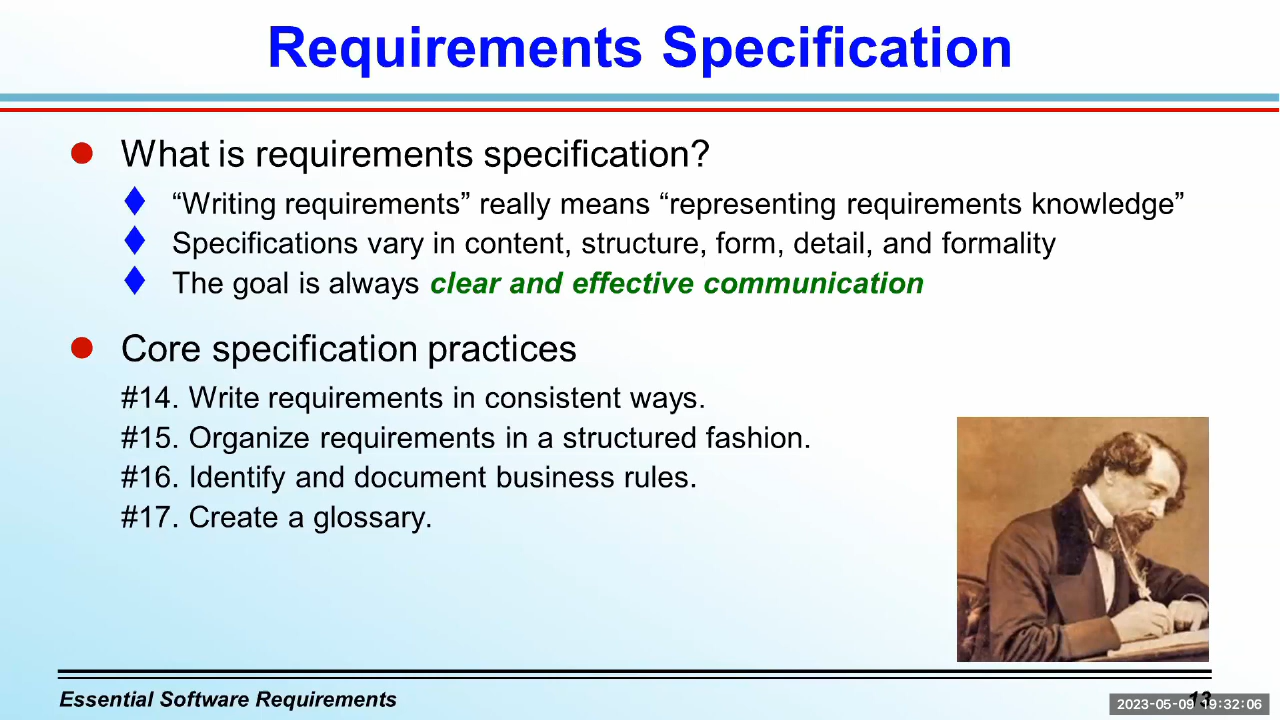 Requirements Specification
What is requirements specification?
“Writing requirements” really means “representing requirements knowledge”
Specifications vary in content, structure, form, detail, and formality
The goal is always clear and effective communication
Core specification practices
#14. Write requirements in consistent ways.
#15. Organize requirements in a structured fashion.
#16. Identify and document business rules.
#17. Create a glossary.
Essential Software Requirements
13
2023-05-09 19:32:06